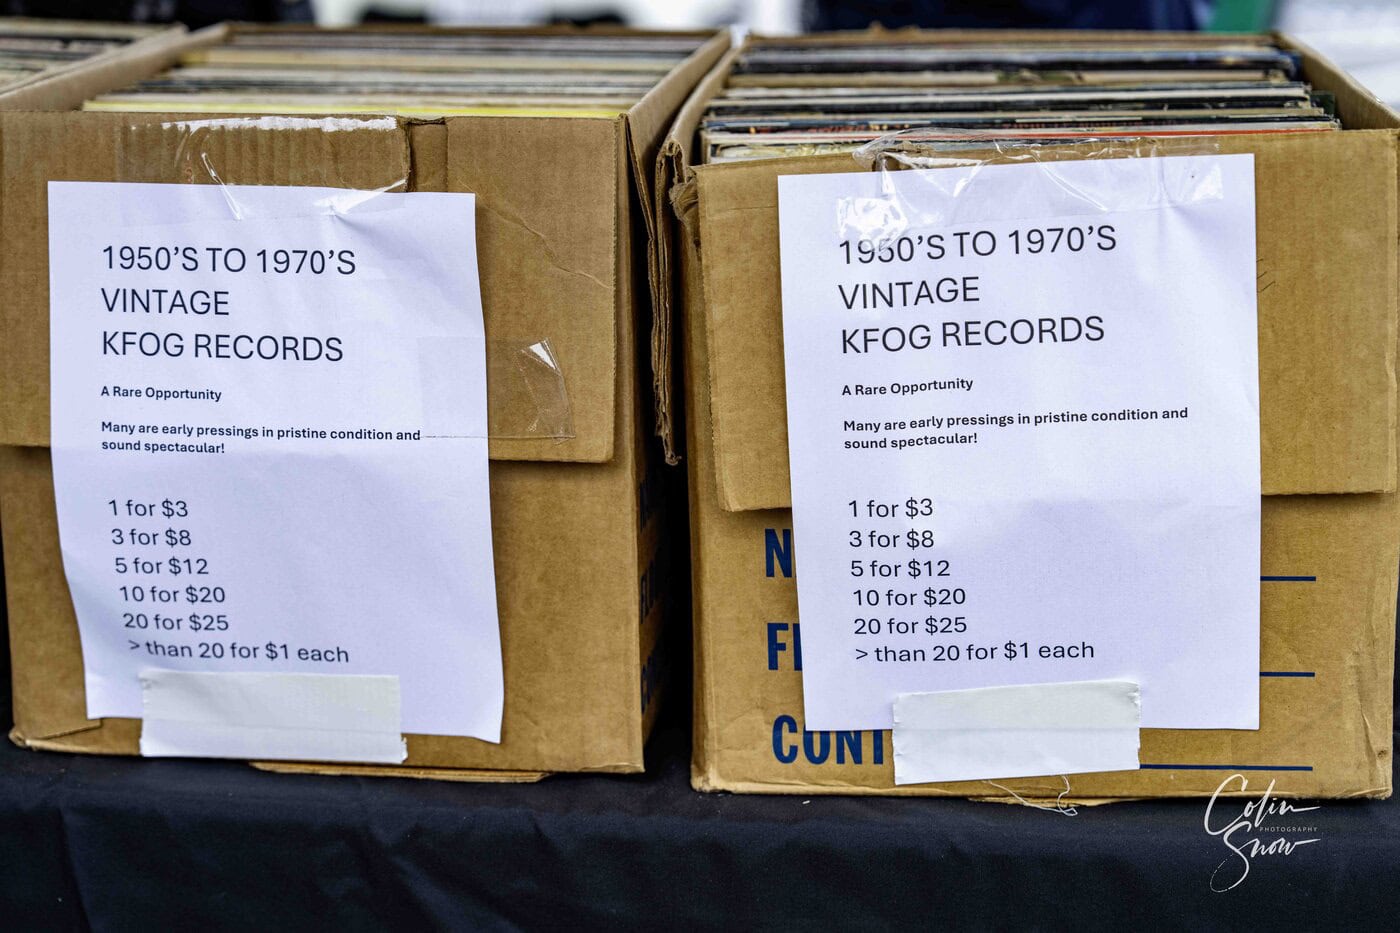 1950'S TO 1970'S
VINTAGE
KFOG RECORDS
A Rare Opportunity
Many are early pressings in pristine condition and
sound spectacular!
1 for $3
3 for $8
5 for $12
10 for $20
20 for $25
> than 20 for $1 each
1950'S TO 1970'S
VINTAGE
KFOG RECORDS
A Rare Opportunity
Many are early pressings in pristine condition and
sound spectacular!
1 for $3
3 for $8
5 for $12
10 for $20
20 for $25
> than 20 for $1 each
N
FL
CONT
Colin
PHOTOGRAPHY
Snow